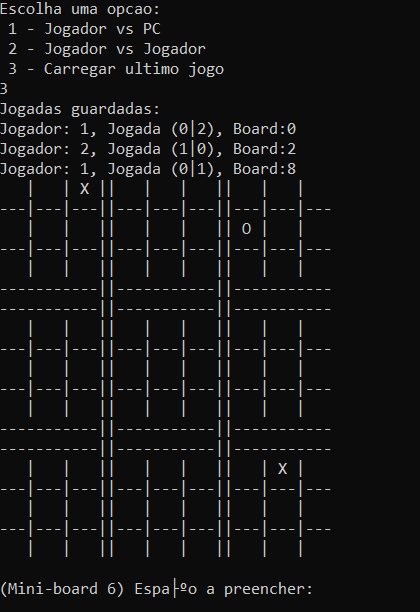 Escolha uma opcao:
 1 - Jogador vs PC
 2 - Jogador vs Jogador
 3 - Carregar ultimo jogo
3
Jogadas guardadas:
Jogador: 1, Jogada (0|2), Board:0
Jogador: 2, Jogada (1|0), Board:2
Jogador: 1, Jogada (0|1), Board:8
   |   | X ||   |   |   ||   |   |
---|---|---||---|---|---||---|---|---
   |   |   ||   |   |   || O |   |
---|---|---||---|---|---||---|---|---
   |   |   ||   |   |   ||   |   |
-----------||-----------||-----------
-----------||-----------||-----------
   |   |   ||   |   |   ||   |   |
---|---|---||---|---|---||---|---|---
   |   |   ||   |   |   ||   |   |
---|---|---||---|---|---||---|---|---
   |   |   ||   |   |   ||   |   |
-----------||-----------||-----------
-----------||-----------||-----------
   |   |   ||   |   |   ||   | X |
---|---|---||---|---|---||---|---|---
   |   |   ||   |   |   ||   |   |
---|---|---||---|---|---||---|---|---
   |   |   ||   |   |   ||   |   |
(Mini-board 6) Espa├ºo a preencher: